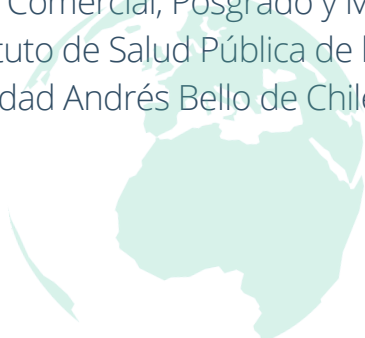 Comercial, Posgrado y M
tuto de Salud Pública de l
dad Andrés Bello de Chile